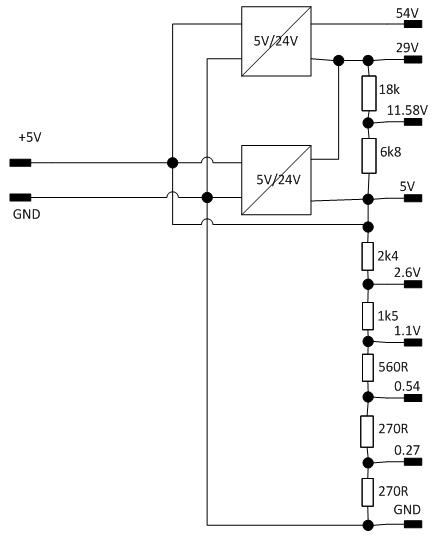 54V
5V/24V
29V
18k
11.58V
+5V
6k8
5V/24V
5V
GND
2k4
2.6V
1k5
1.1V
560R
0.54
270R
0.27
270R
GND